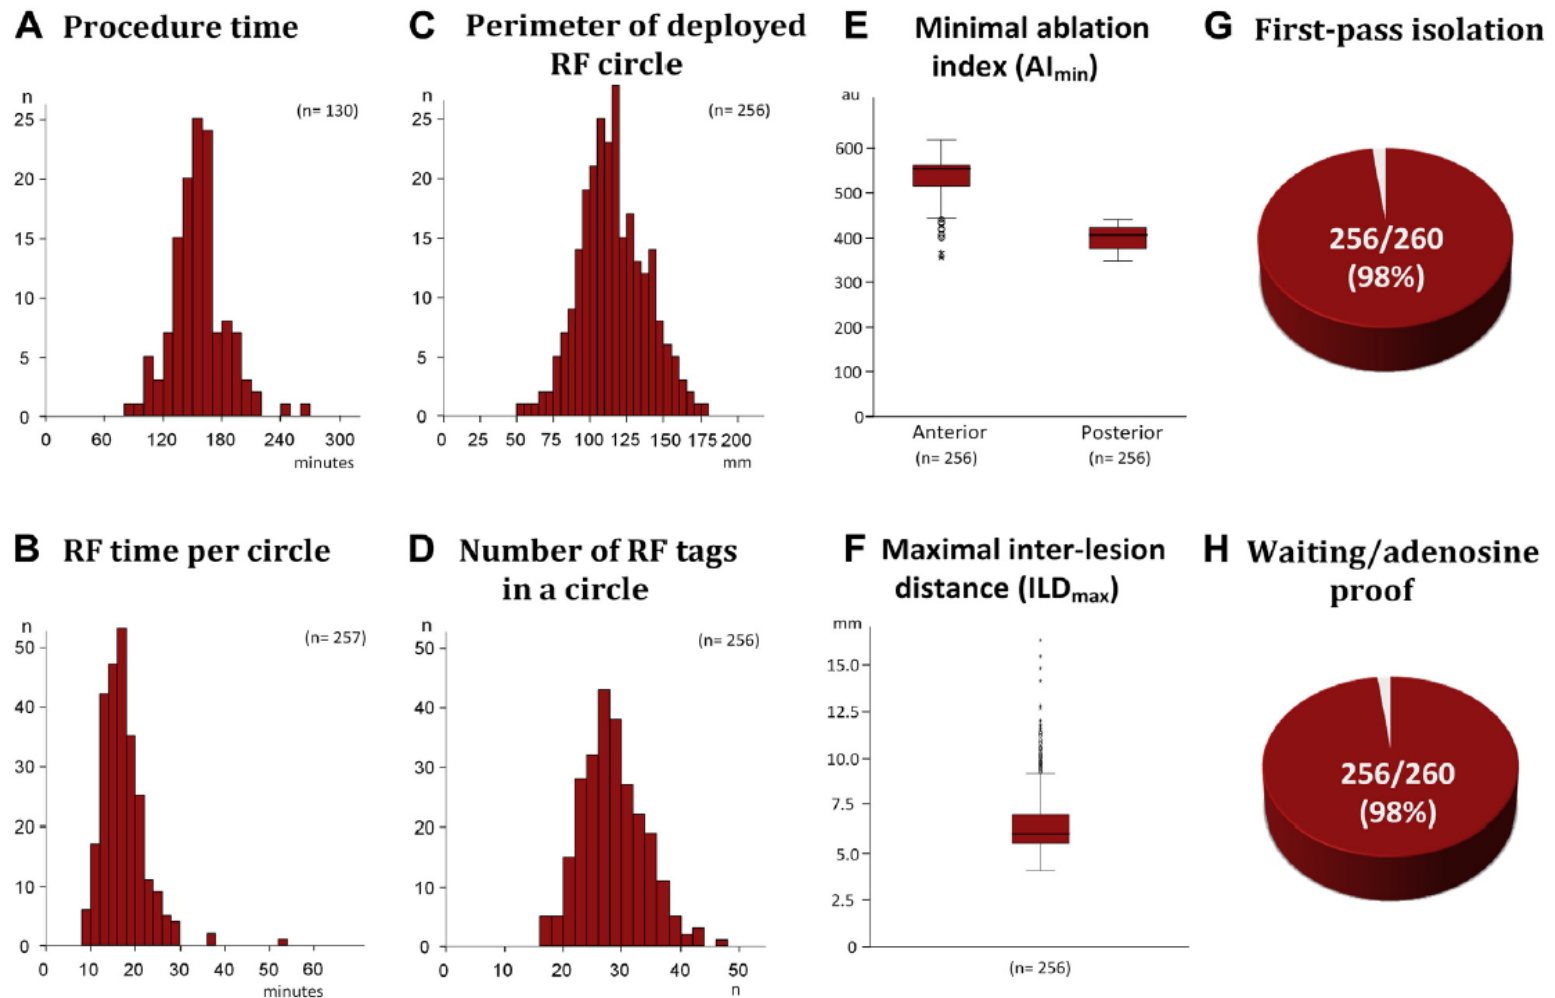 A Procedure time
n
(n= 130)
25
20
15
10
5
0
0 60 120 180 240 300
minutes
B RF time per circle
n
(n= 257)
50
40
30
20
10
0
0 10 20 30 40 50 60
minutes
C Perimeter of deployed
RF circle
n
(n= 256)
25
20
15
10
5
0
0 25 50 75 100 125 150 175 200
mm
D Number of RF tags
in a circle
n
(n= 256)
50
40
30
20
10
0
0 10 20 30 40 50
n
E Minimal ablation
index (AImin)
au
600
500
400
300
200
100
0
Anterior Posterior
(n= 256) (n= 256)
F Maximal inter-lesion
distance (ILDmax)
mm
15.0
12.5
10.0
7.5
5.0
2.5
0
(n= 256)
G First-pass isolation
256/260
(98%)
H Waiting/adenosine
proof
256/260
(98%)